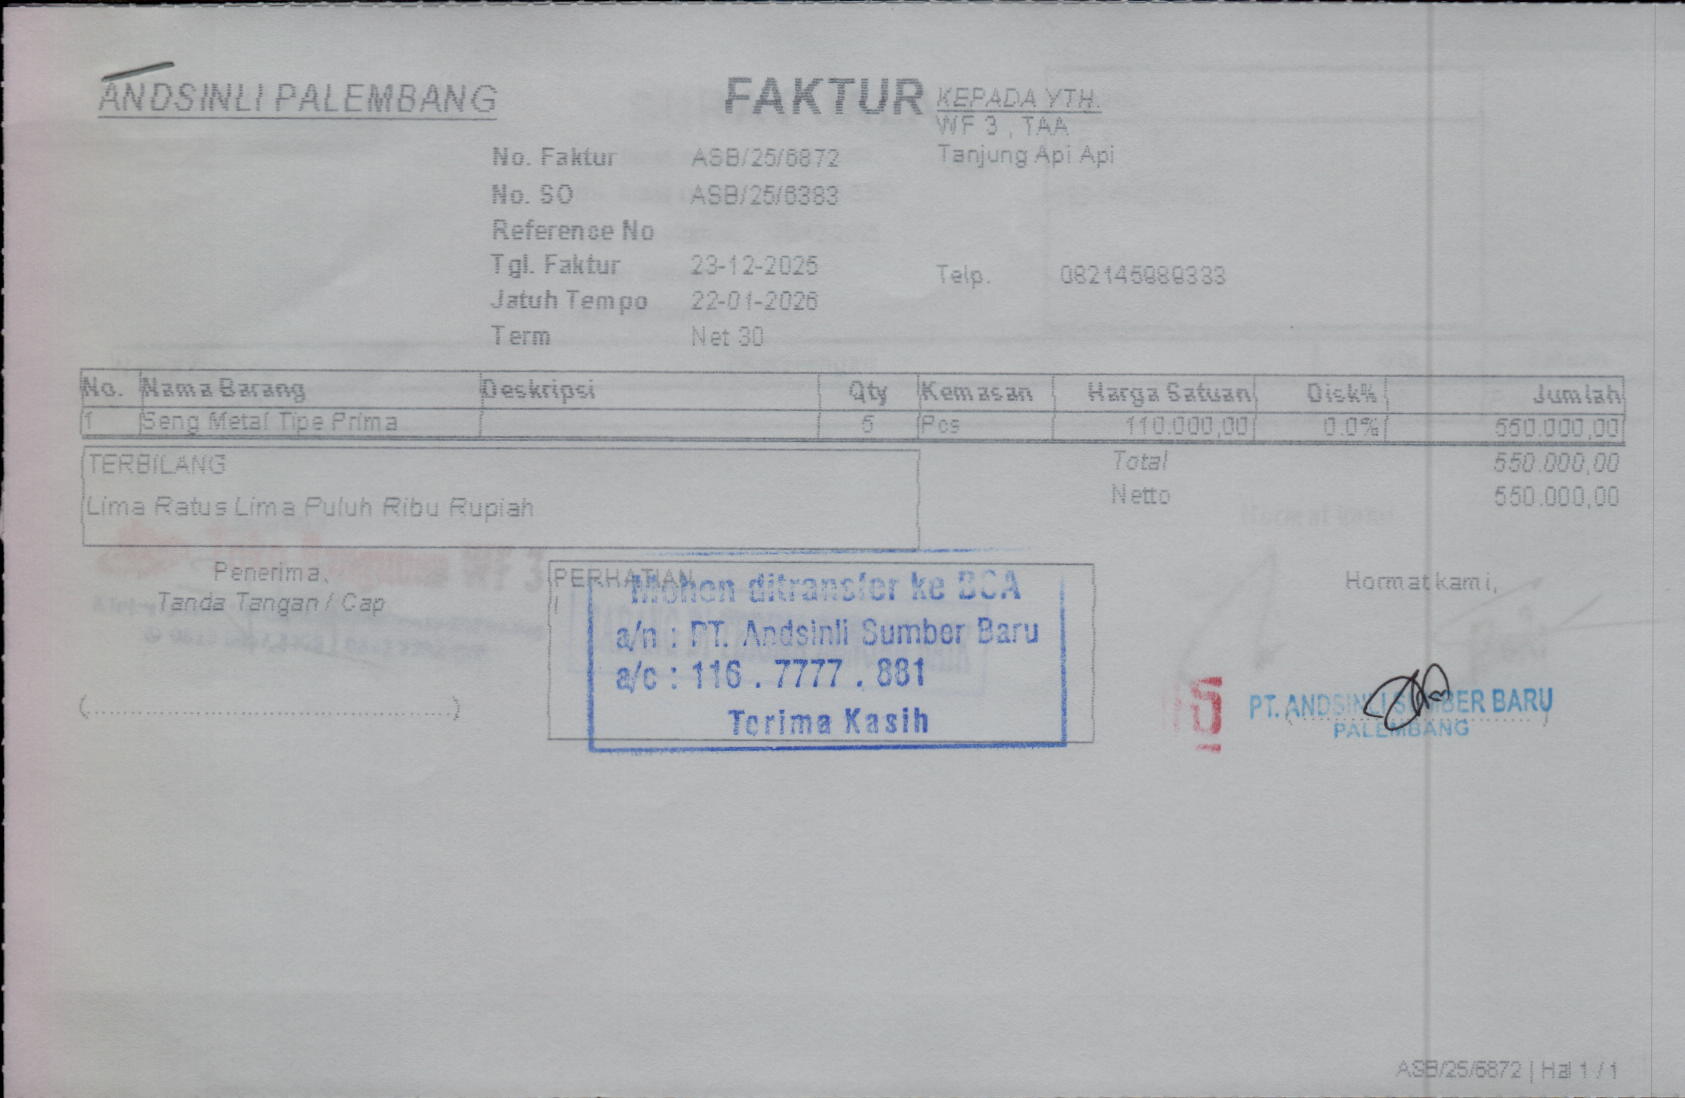 ANDSINLI PALEMBANG
FAKTUR
KEPADA YTH.
WF 3 , TAA
Tanjung Api Api
No. Faktur ASB/25/6872
No. SO ASB/25/6383
Reference No
Tgl. Faktur 23-12-2025
Jatuh Tempo 22-01-2026
Term Net 30
Telp. 082145989333
No. Nama Barang Deskripsi Qty Kemasan Harga Satuan Disk% Jumlah
1 Seng Metal Tipe Prima 5 Pcs 110.000,00 0.0% 550.000,00
TERBILANG
Lima Ratus Lima Puluh Ribu Rupiah
Total 550.000,00
Netto 550.000,00
Penerima,
Tanda Tangan / Cap
(..........................................)
PERHATIAN
Mohon ditransfer ke BCA
a/n : PT. Andsinli Sumber Baru
a/c : 116 . 7777 . 881
Terima Kasih
Hormat kami,
PT. ANDSINLI SUMBER BARU
PALEMBANG
ASB/25/6872 | Hal 1 / 1